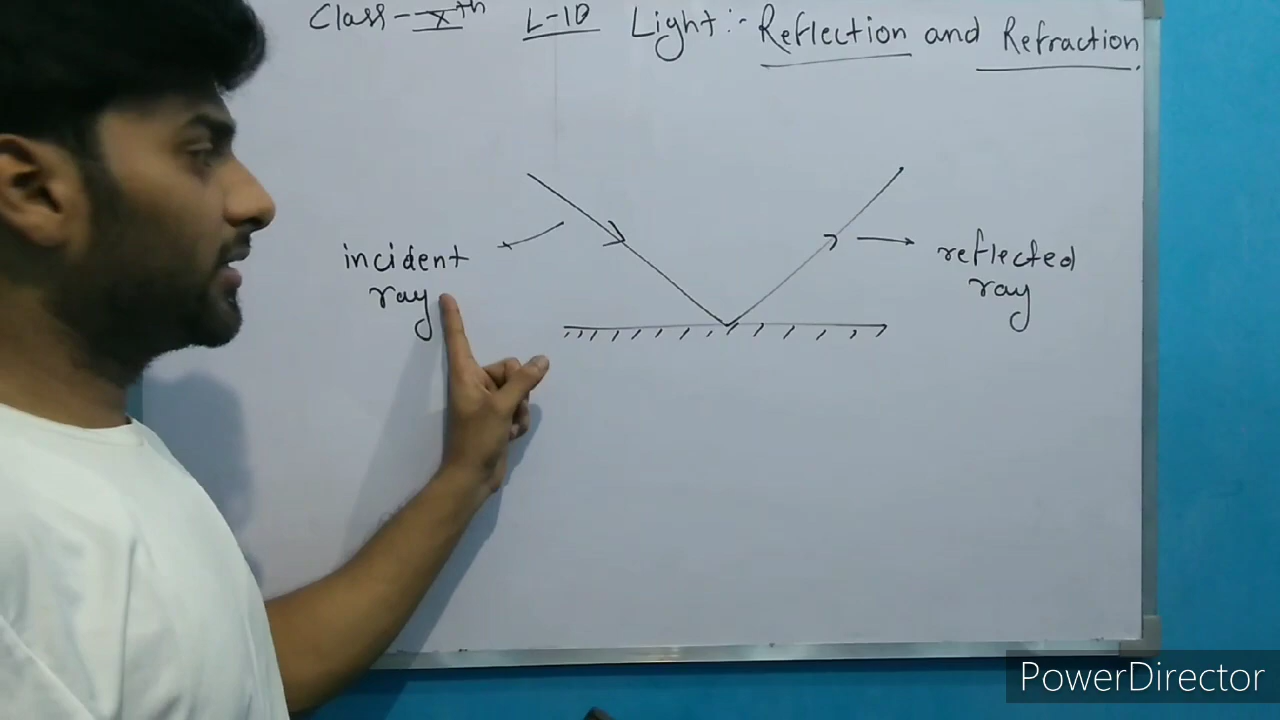 Class-Xth L-10 Light:- Reflection and Refraction.
incident
ray
reflected
ray
PowerDirector